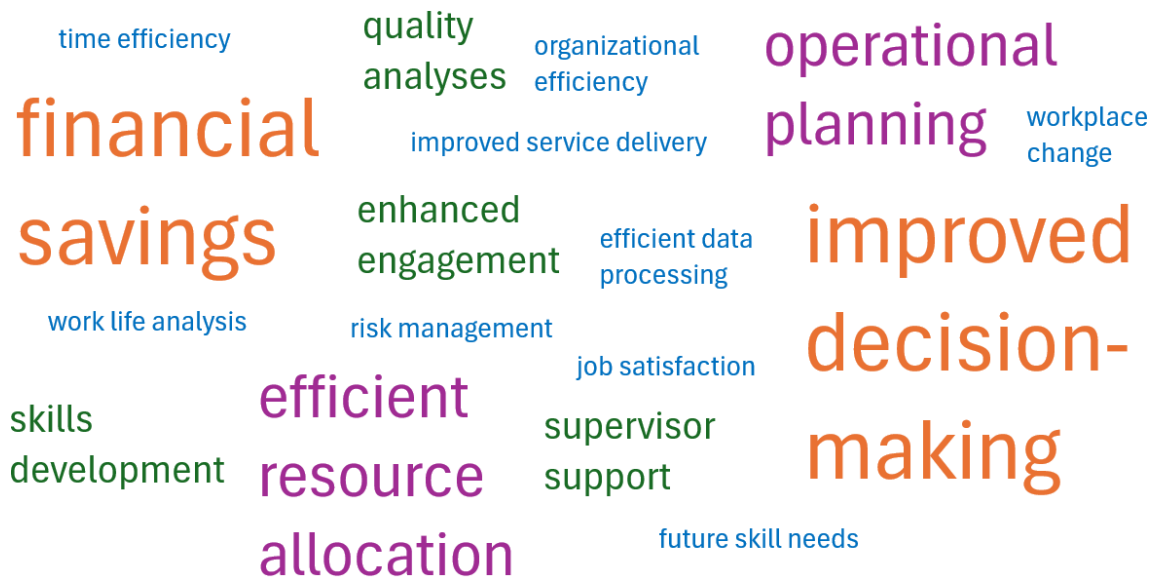 time efficiency
quality
analyses
organizational
efficiency
operational
planning
financial
savings
improved service delivery
workplace
change
enhanced
engagement
efficient data
processing
improved
decision-
making
work life analysis
risk management
job satisfaction
efficient
resource
allocation
skills
development
supervisor
support
future skill needs